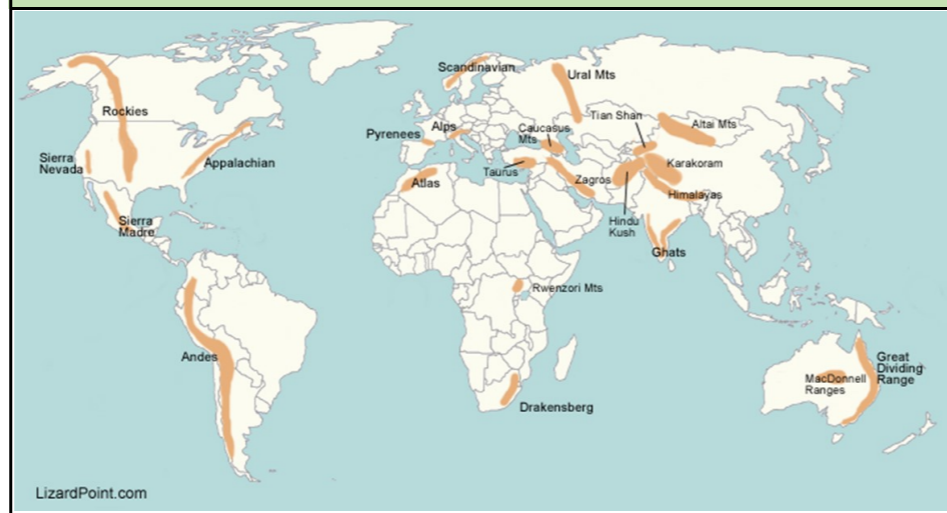 Scandinavian
Ural Mts
Rockies
Tian Shan
Altai Mts
Pyrenees
Alps
Caucasus
Mts
Sierra
Nevada
Appalachian
Karakoram
Taurus
Zagros
Atlas
Himalayas
Sierra
Madre
Hindu
Kush
Ghats
Rwenzori Mts
Andes
Great
Dividing
Range
MacDonnell
Ranges
Drakensberg
LizardPoint.com